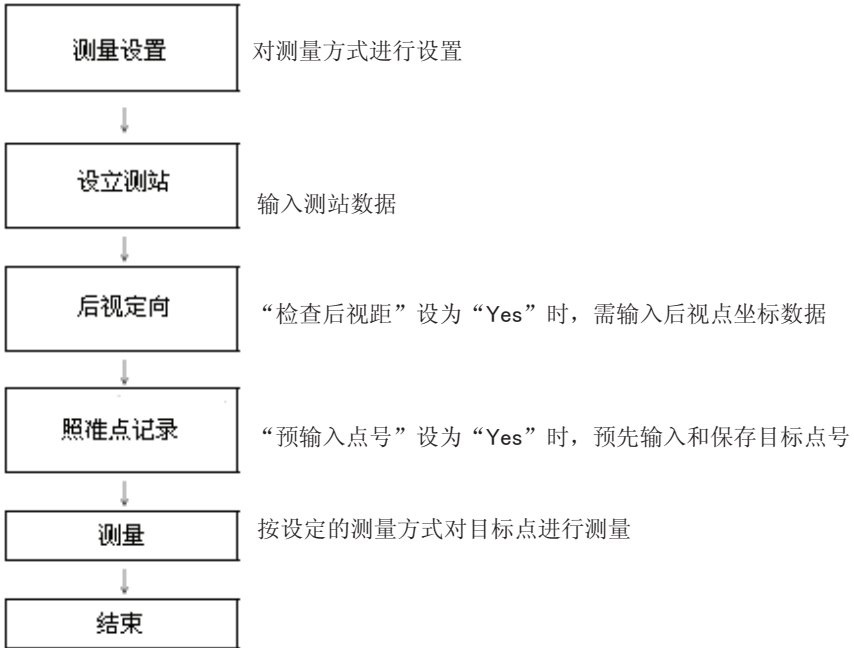 测量设置
对测量方式进行设置
设立测站
输入测站数据
后视定向
“检查后视距”设为“Yes”时，需输入后视点坐标数据
照准点记录
“预输入点号”设为“Yes”时，预先输入和保存目标点号
测量
按设定的测量方式对目标点进行测量
结束